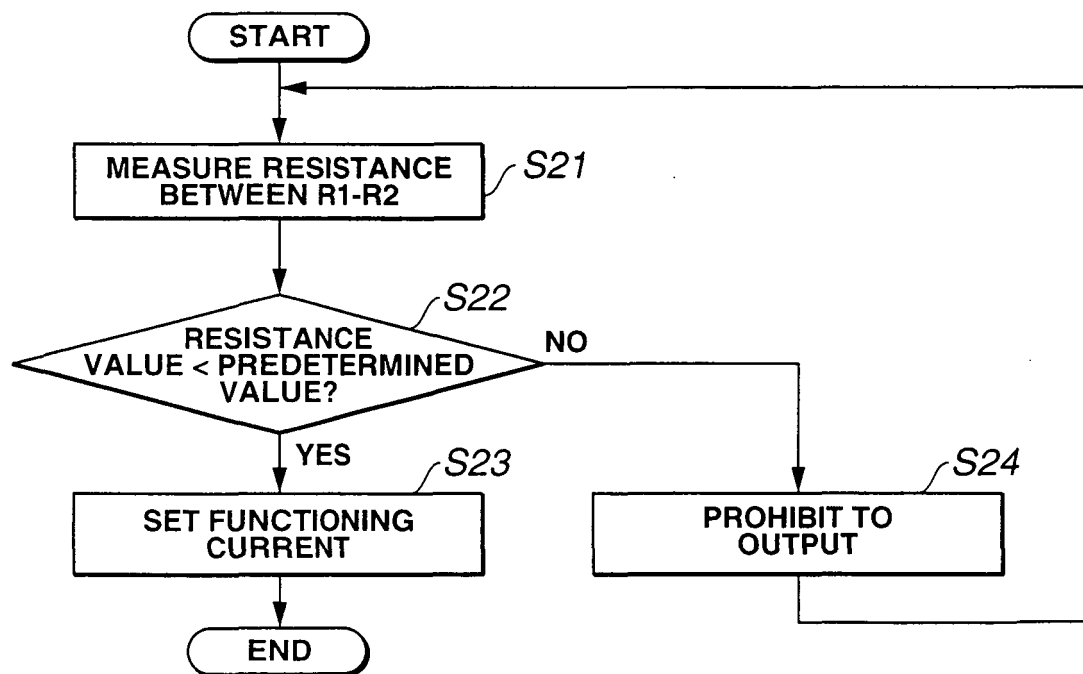 START
MEASURE RESISTANCE
BETWEEN R1-R2
S21
S22
RESISTANCE
VALUE < PREDETERMINED
VALUE?
NO
YES
S23
SET FUNCTIONING
CURRENT
S24
PROHIBIT TO
OUTPUT
END